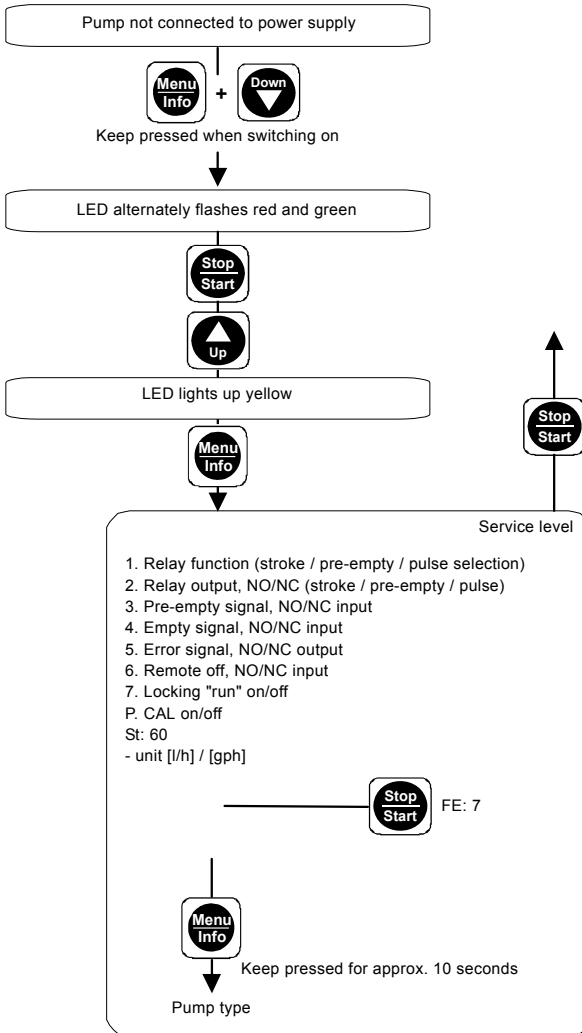 Pump not connected to power supply
Menu
Info
+
Down
Keep pressed when switching on
LED alternately flashes red and green
Stop
Start
Up
LED lights up yellow
Menu
Info
Stop
Start
Service level
1. Relay function (stroke / pre-empty / pulse selection)
2. Relay output, NO/NC (stroke / pre-empty / pulse)
3. Pre-empty signal, NO/NC input
4. Empty signal, NO/NC input
5. Error signal, NO/NC output
6. Remote off, NO/NC input
7. Locking "run" on/off
P. CAL on/off
St: 60
- unit [l/h] / [gph]
Stop
Start
FE: 7
Menu
Info
Keep pressed for approx. 10 seconds
Pump type